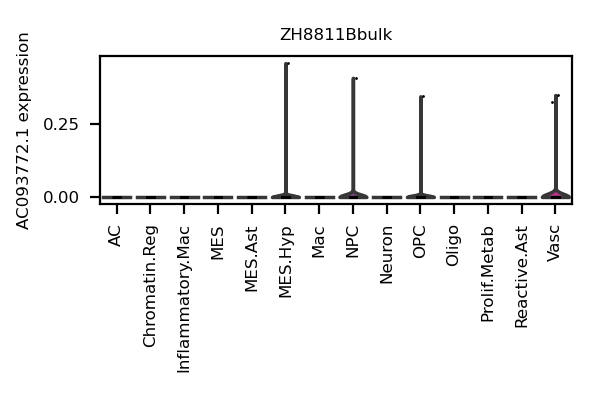 ZH8811Bbulk
AC093772.1 expression
0.25
0.00
AC
Chromatin.Reg
Inflammatory.Mac
MES
MES.Ast
MES.Hyp
Mac
NPC
Neuron
OPC
Oligo
Prolif.Metab
Reactive.Ast
Vasc